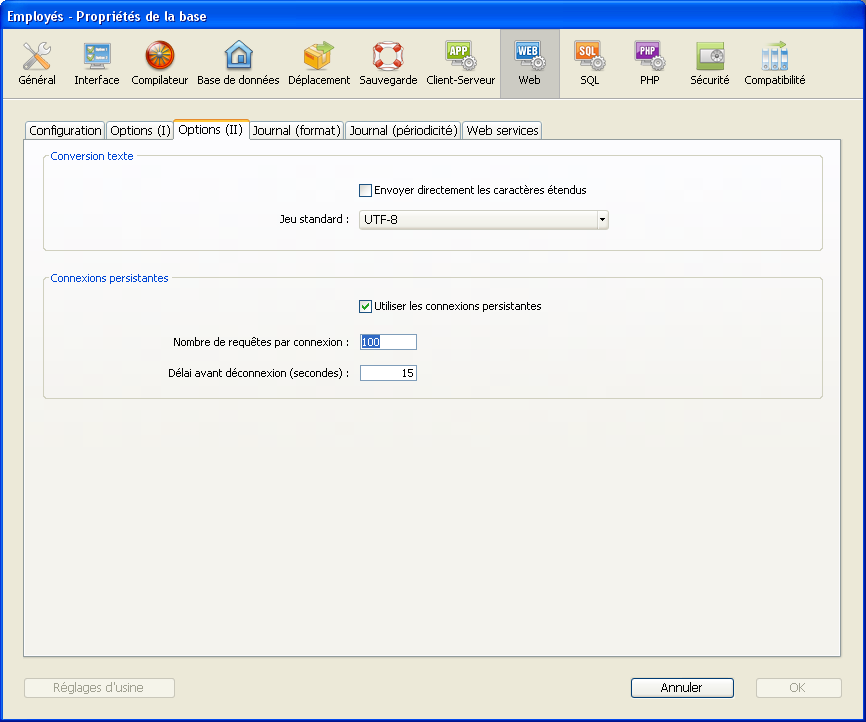 Employés - Propriétés de la base
APP WEB SQL PHP
Général Interface Compilateur Base de données Déplacement Sauvegarde Client-Serveur Web SQL PHP Sécurité Compatibilité
Configuration Options (I) Options (II) Journal (format) Journal (périodicité) Web services
Conversion texte
Envoyer directement les caractères étendus
Jeu standard : UTF-8
Connexions persistantes
Utiliser les connexions persistantes
Nombre de requêtes par connexion : 100
Délai avant déconnexion (secondes) : 15
Réglages d'usine Annuler OK